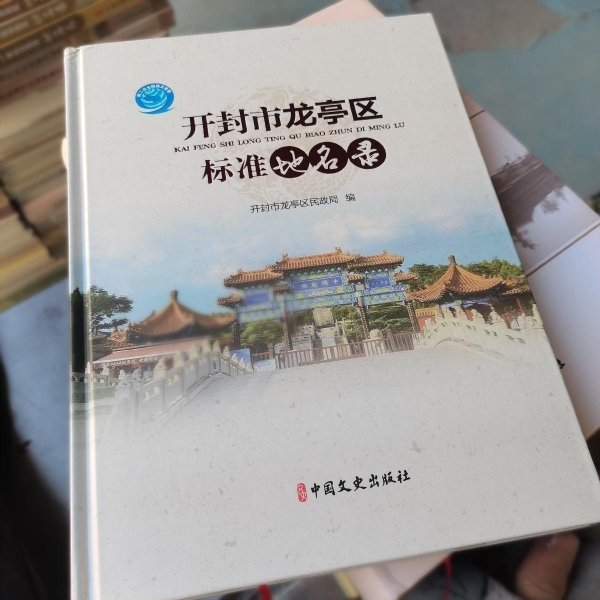 开封市龙亭区
KAI FENG SHI LONG TING QU BIAO ZHUN DI MING LU
标准地名录
开封市龙亭区民政局 编
中国文史出版社